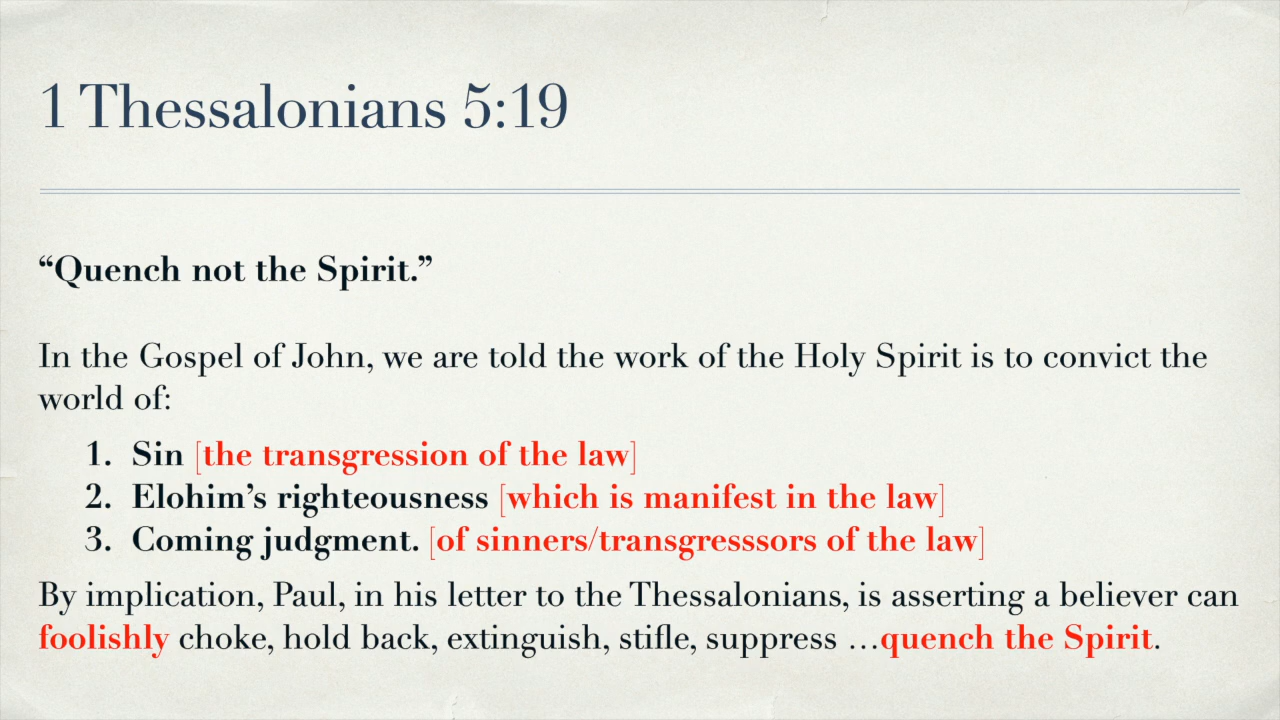 1 Thessalonians 5:19
“Quench not the Spirit.”
In the Gospel of John, we are told the work of the Holy Spirit is to convict the
world of:
1. Sin [the transgression of the law]
2. Elohim’s righteousness [which is manifest in the law]
3. Coming judgment. [of sinners/transgresssors of the law]
By implication, Paul, in his letter to the Thessalonians, is asserting a believer can
foolishly choke, hold back, extinguish, stifle, suppress …quench the Spirit.